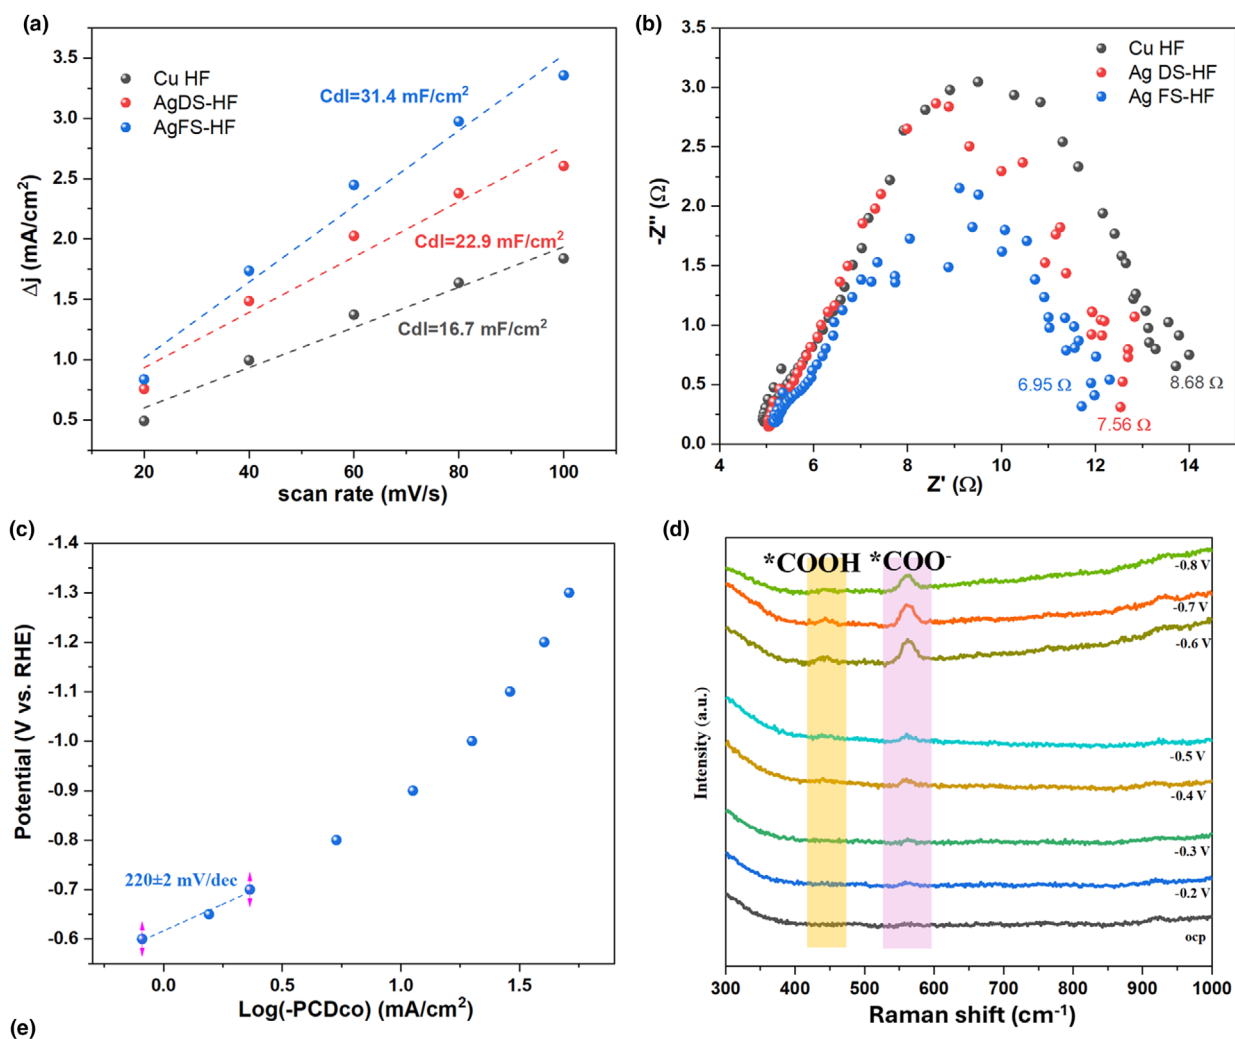 (a)
Cu HF
AgDS-HF
AgFS-HF
Cdl=31.4 mF/cm²
Cdl=22.9 mF/cm²
Cdl=16.7 mF/cm²
3.5
3.0
2.5
2.0
1.5
1.0
0.5
Δj (mA/cm²)
20 40 60 80 100
scan rate (mV/s)
(b)
Cu HF
Ag DS-HF
Ag FS-HF
3.5
3.0
2.5
2.0
1.5
1.0
0.5
0.0
-Z'' (Ω)
6.95 Ω
8.68 Ω
7.56 Ω
4 6 8 10 12 14
Z' (Ω)
(c)
-1.4
-1.3
-1.2
-1.1
-1.0
-0.9
-0.8
-0.7
-0.6
Potential (V vs. RHE)
220±2 mV/dec
0.0 0.5 1.0 1.5
Log(-PCDco) (mA/cm²)
(d)
*COOH *COO⁻
-0.8 V
-0.7 V
-0.6 V
-0.5 V
-0.4 V
-0.3 V
-0.2 V
ocp
Intensity (a.u.)
300 400 500 600 700 800 900 1000
Raman shift (cm⁻¹)
(e)